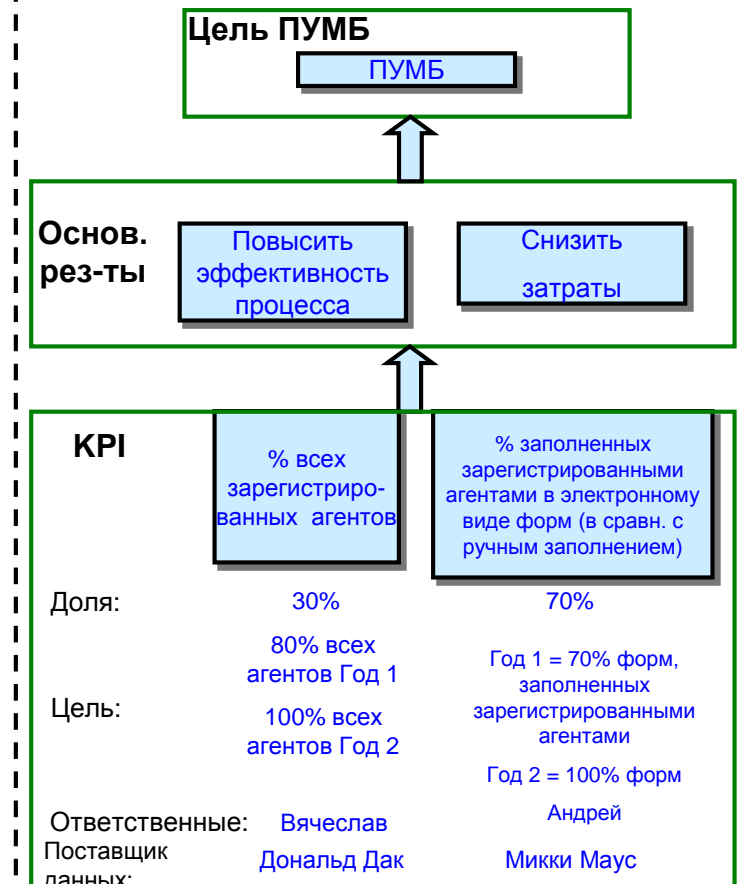 Цель ПУМБ
ПУМБ
Основ.
рез-ты
Повысить
эффективность
процесса
Снизить
затраты
KPI
% всех
зарегистриро-
ванных агентов
% заполненных
зарегистрированными
агентами в электронному
виде форм (в сравн. с
ручным заполнением)
Доля:
30%
70%
Цель:
80% всех
агентов Год 1
100% всех
агентов Год 2
Год 1 = 70% форм,
заполненных
зарегистрированными
агентами
Год 2 = 100% форм
Ответственные:
Вячеслав
Андрей
Поставщик
данных:
Дональд Дак
Микки Маус